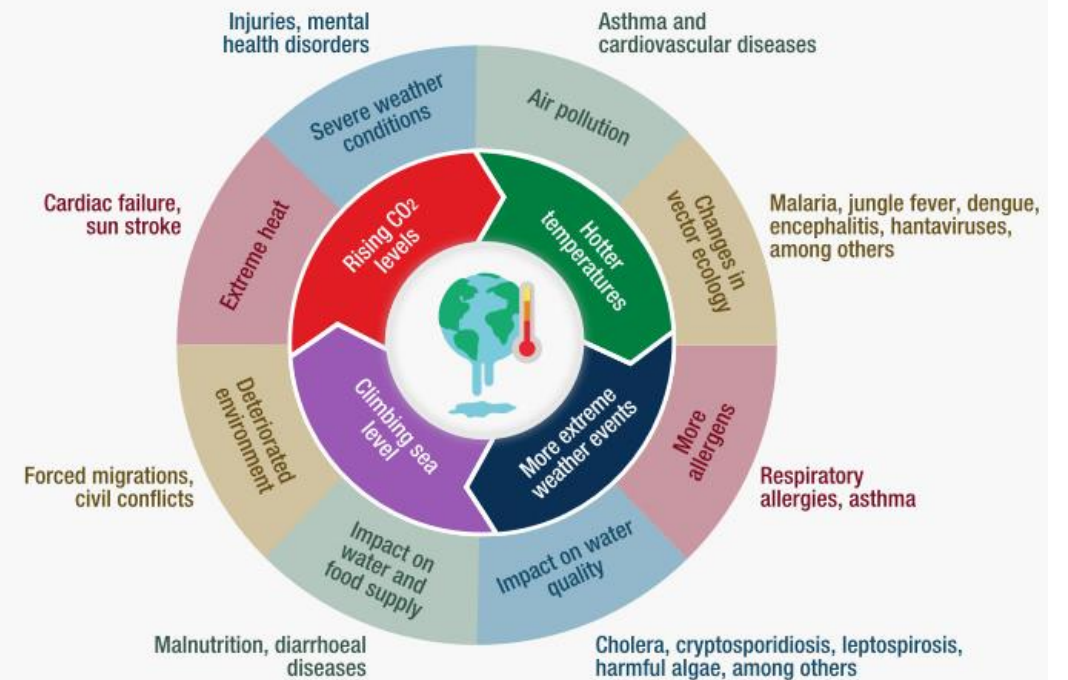 Injuries, mental
health disorders
Asthma and
cardiovascular diseases
Severe weather
conditions
Air pollution
Cardiac failure,
sun stroke
Extreme heat
Rising CO2
levels
Hotter
temperatures
Changes in
vector ecology
Malaria, jungle fever, dengue,
encephalitis, hantaviruses,
among others
Forced migrations,
civil conflicts
Deteriorated
environment
Climbing sea
level
More extreme
weather events
More
allergens
Respiratory
allergies, asthma
Impact on
water and
food supply
Impact on water
quality
Malnutrition, diarrhoeal
diseases
Cholera, cryptosporidiosis, leptospirosis,
harmful algae, among others